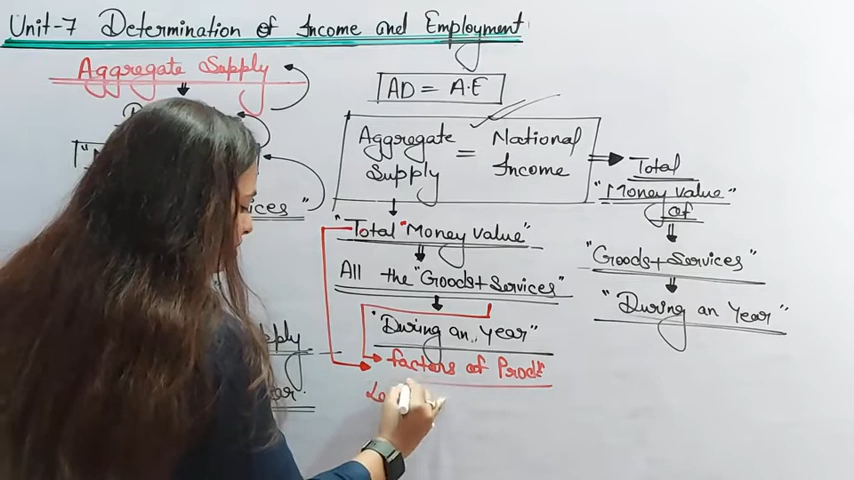 Unit-7 Determination of Income and Employment
Aggregate Supply
AD = A.E
Aggregate Supply = National Income
Total
"Money value"
of
"Goods + Services"
"During an Year"
"Total "Money value"
All the "Goods + Services"
"During an Year"
factors of Prodⁿ